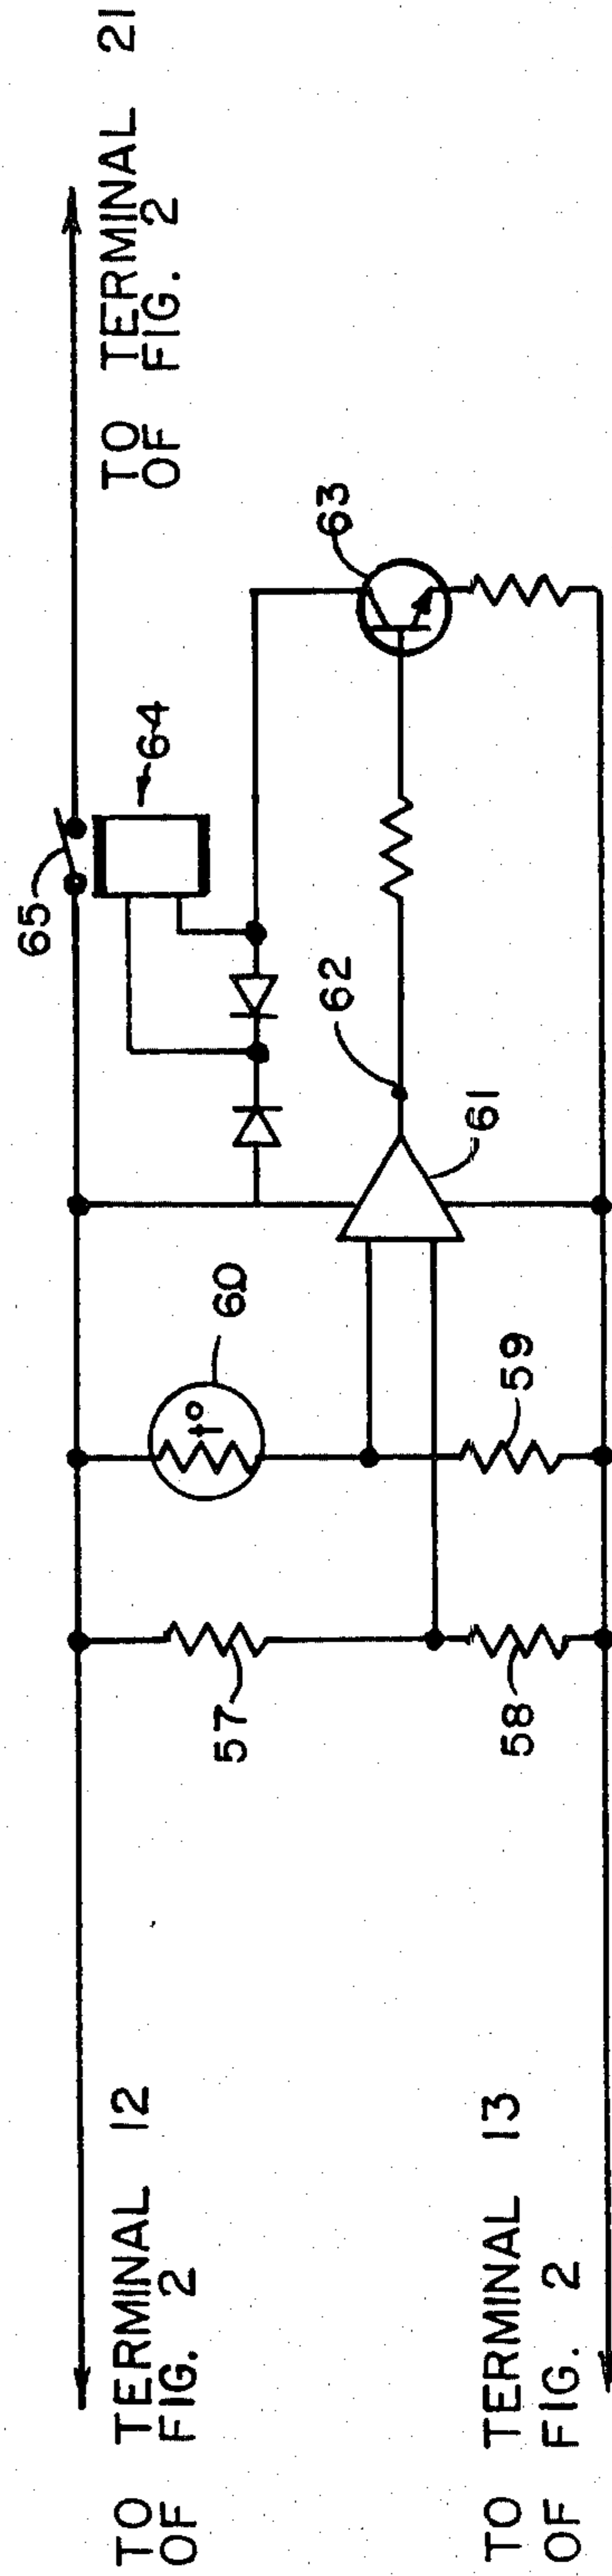 TO TERMINAL 12
OF FIG. 2
TO TERMINAL 21
OF FIG. 2
65
64
60
t°
57
63
62
61
59
58
TO TERMINAL 13
OF FIG. 2